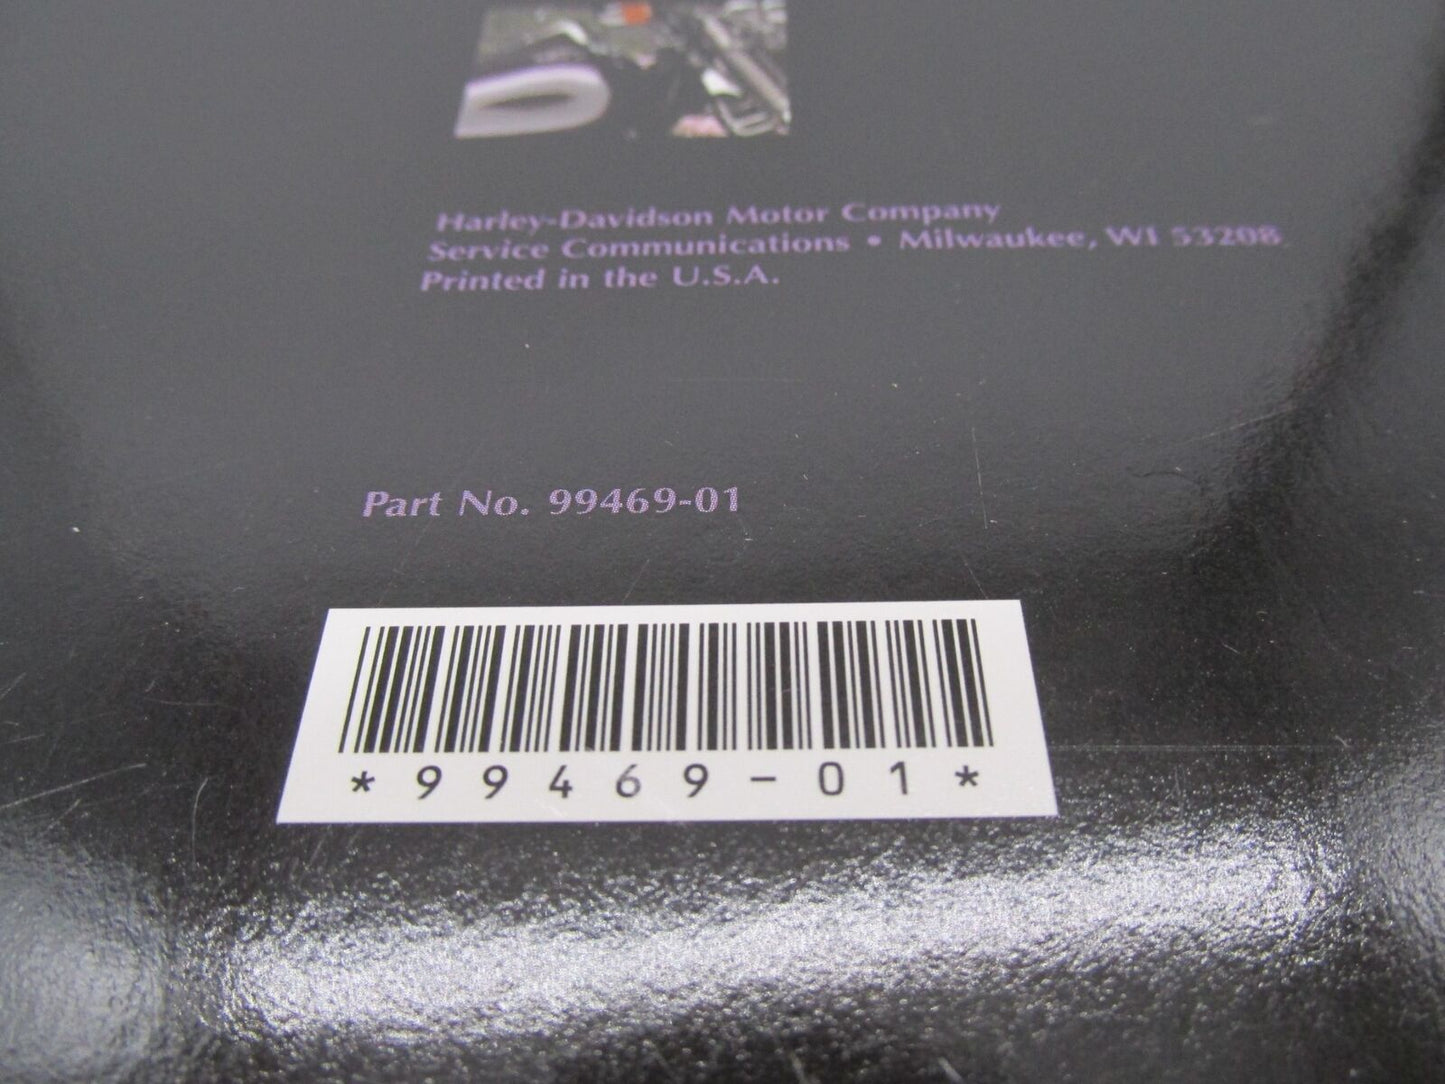 Harley-Davidson Motor Company
Service Communications • Milwaukee, WI 53208
Printed in the U.S.A.
Part No. 99469-01
*99469-01*